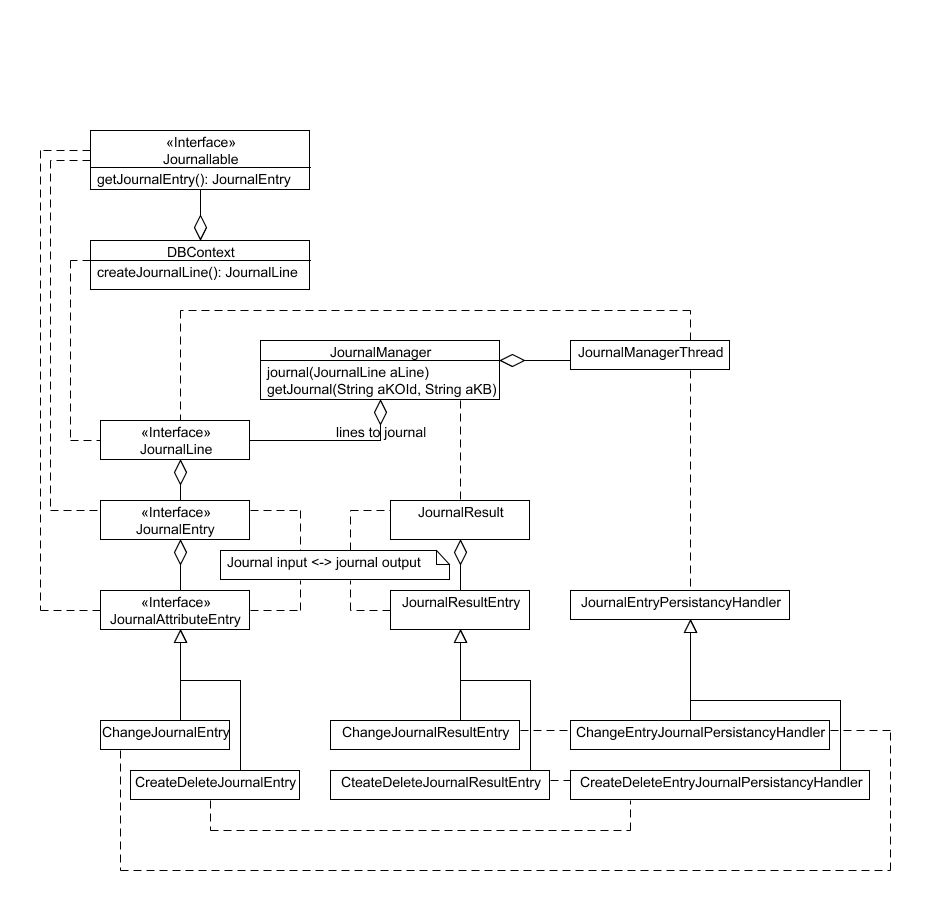 «Interface»
Journallable
getJournalEntry(): JournalEntry
DBContext
createJournalLine(): JournalLine
JournalManager
journal(JournalLine aLine)
getJournal(String aKOId, String aKB)
JournalManagerThread
«Interface»
JournalLine
lines to journal
«Interface»
JournalEntry
JournalResult
Journal input <-> journal output
«Interface»
JournalAttributeEntry
JournalResultEntry
JournalEntryPersistancyHandler
ChangeJournalEntry
ChangeJournalResultEntry
ChangeEntryJournalPersistancyHandler
CreateDeleteJournalEntry
CteateDeleteJournalResultEntry
CreateDeleteEntryJournalPersistancyHandler